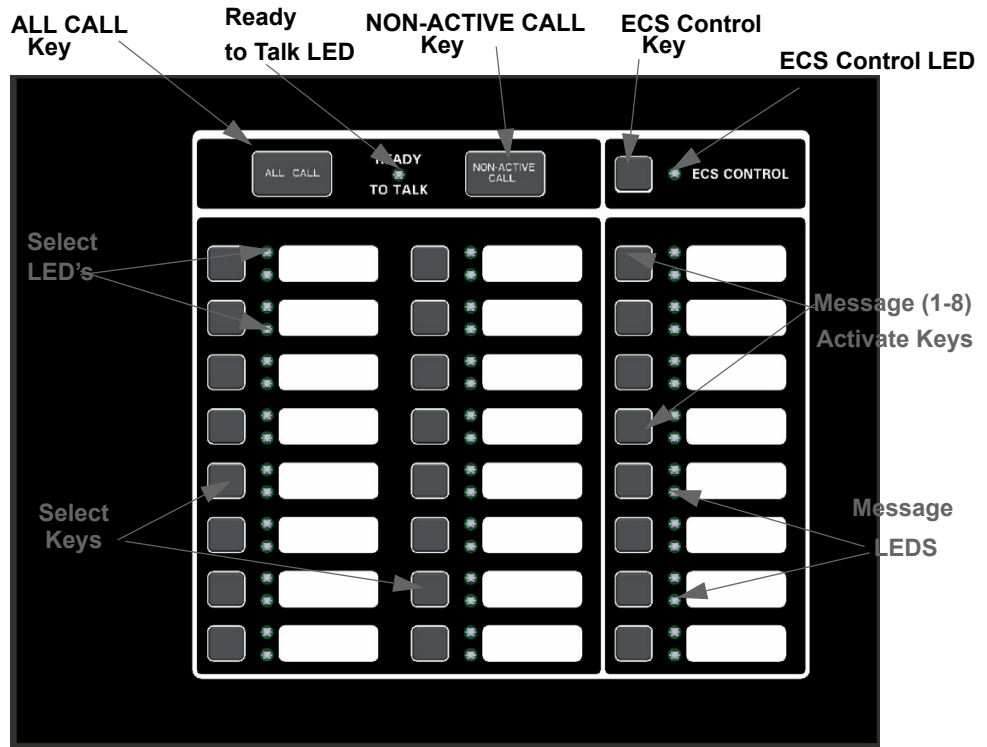 ALL CALL
Key
Ready
to Talk LED
NON-ACTIVE CALL
Key
ECS Control
Key
ECS Control LED
ALL CALL
READY
TO TALK
NON-ACTIVE
CALL
ECS CONTROL
Select
LED's
Message (1-8)
Activate Keys
Select
Keys
Message
LEDS